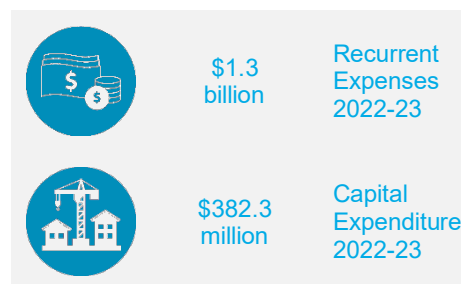 $1.3
billion
Recurrent
Expenses
2022-23
$382.3
million
Capital
Expenditure
2022-23